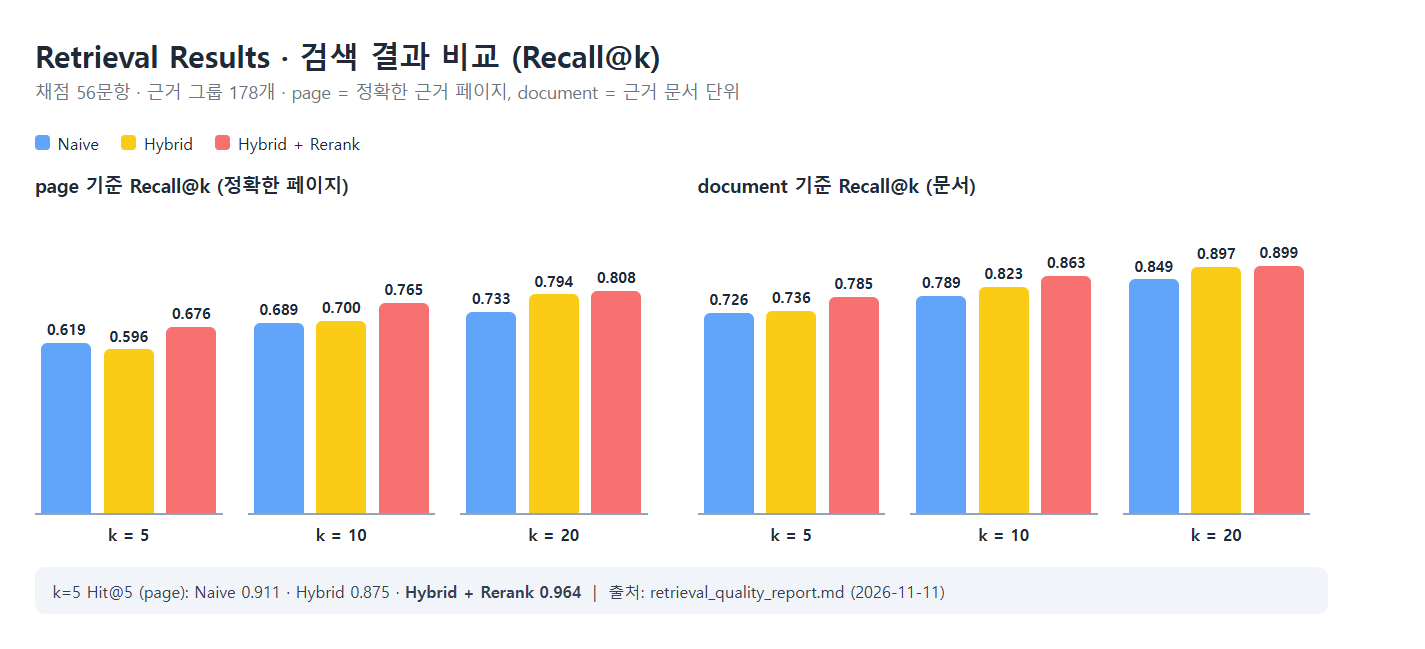 Retrieval Results · 검색 결과 비교 (Recall@k)
채점 56문항 · 근거 그룹 178개 · page = 정확한 근거 페이지, document = 근거 문서 단위
Naive Hybrid Hybrid + Rerank
page 기준 Recall@k (정확한 페이지)
0.619 0.596 0.676 0.689 0.700 0.765 0.733 0.794 0.808
k = 5 k = 10 k = 20
document 기준 Recall@k (문서)
0.726 0.736 0.785 0.789 0.823 0.863 0.849 0.897 0.899
k = 5 k = 10 k = 20
k=5 Hit@5 (page): Naive 0.911 · Hybrid 0.875 · Hybrid + Rerank 0.964 | 출처: retrieval_quality_report.md (2026-11-11)